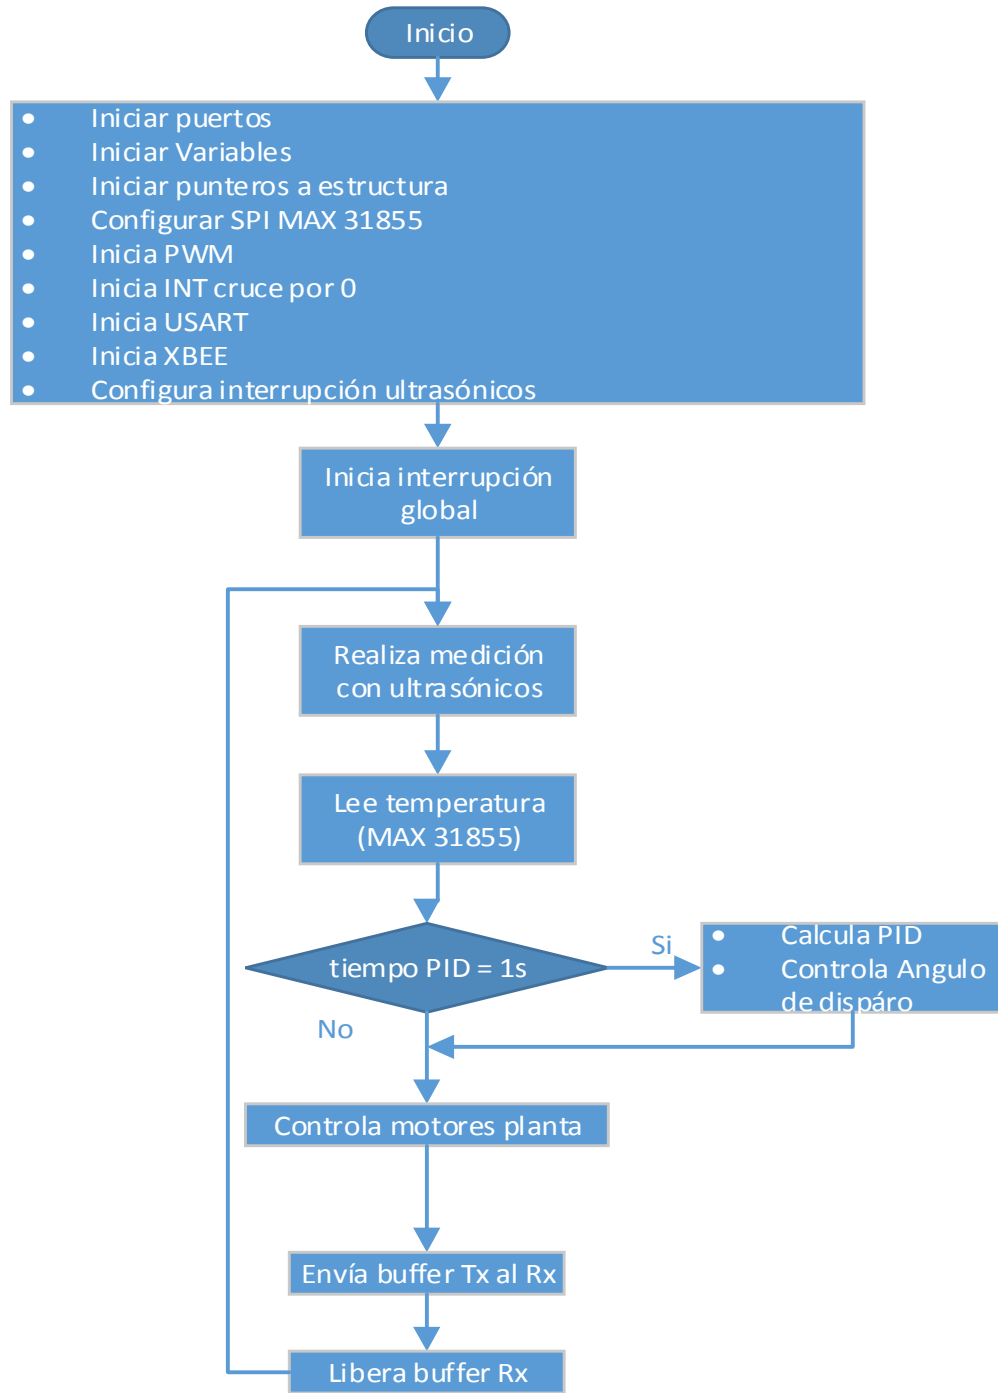 Inicio
• Iniciar puertos
• Iniciar Variables
• Iniciar punteros a estructura
• Configurar SPI MAX 31855
• Inicia PWM
• Inicia INT cruce por 0
• Inicia USART
• Inicia XBEE
• Configura interrupción ultrasónicos
Inicia interrupción
global
Realiza medición
con ultrasónicos
Lee temperatura
(MAX 31855)
tiempo PID = 1s
Si
• Calcula PID
• Controla Angulo
de dispáro
No
Controla motores planta
Envía buffer Tx al Rx
Libera buffer Rx